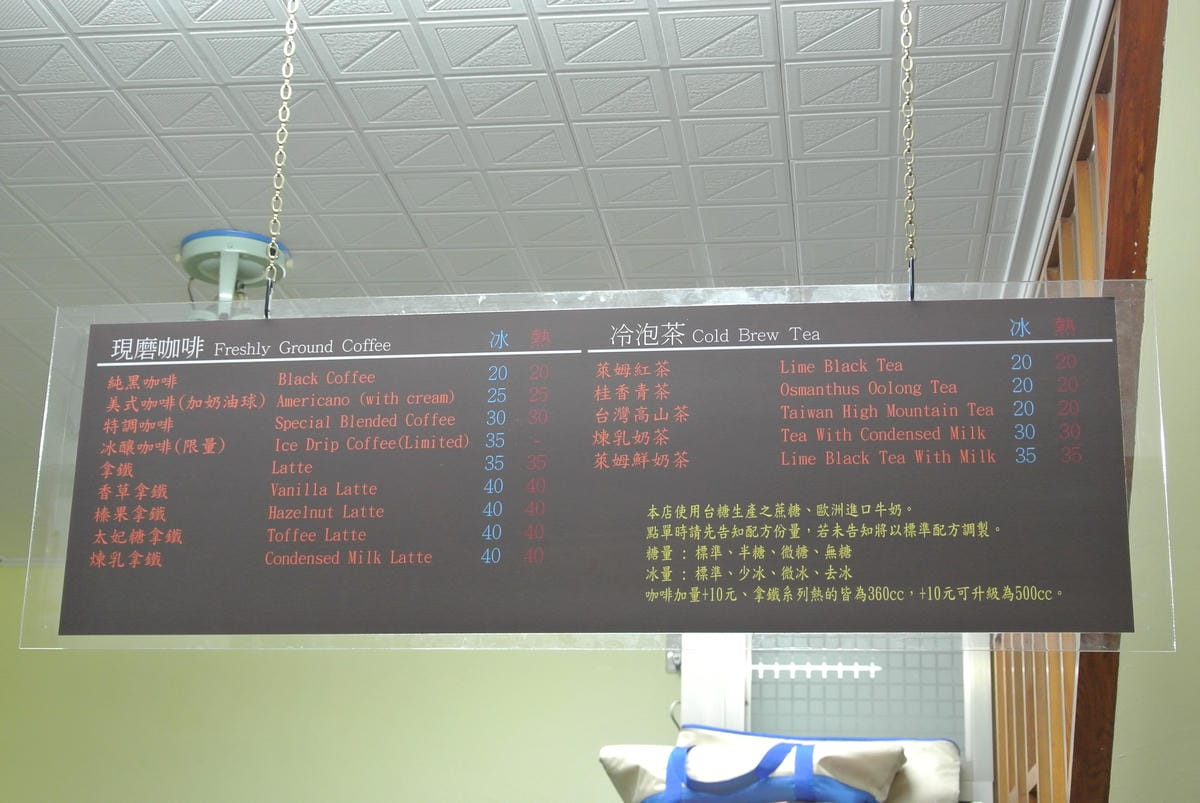 現磨咖啡 Freshly Ground Coffee 冰 熱
純黑咖啡 Black Coffee 20 20
美式咖啡(加奶油球) Americano (with cream) 25 25
特調咖啡 Special Blended Coffee 30 30
冰釀咖啡(限量) Ice Drip Coffee(Limited) 35 -
拿鐵 Latte 35 35
香草拿鐵 Vanilla Latte 40 40
榛果拿鐵 Hazelnut Latte 40 40
太妃糖拿鐵 Toffee Latte 40 40
煉乳拿鐵 Condensed Milk Latte 40 40
冷泡茶 Cold Brew Tea 冰 熱
萊姆紅茶 Lime Black Tea 20 20
桂香青茶 Osmanthus Oolong Tea 20 20
台灣高山茶 Taiwan High Mountain Tea 20 20
煉乳奶茶 Tea With Condensed Milk 30 30
萊姆鮮奶茶 Lime Black Tea With Milk 35 35
本店使用台糖生產之蔗糖、歐洲進口牛奶。
點單時請先告知配方份量，若未告知將以標準配方調製。
糖量：標準、半糖、微糖、無糖
冰量：標準、少冰、微冰、去冰
咖啡加量+10元、拿鐵系列熱的皆為360cc，+10元可升級為500cc。